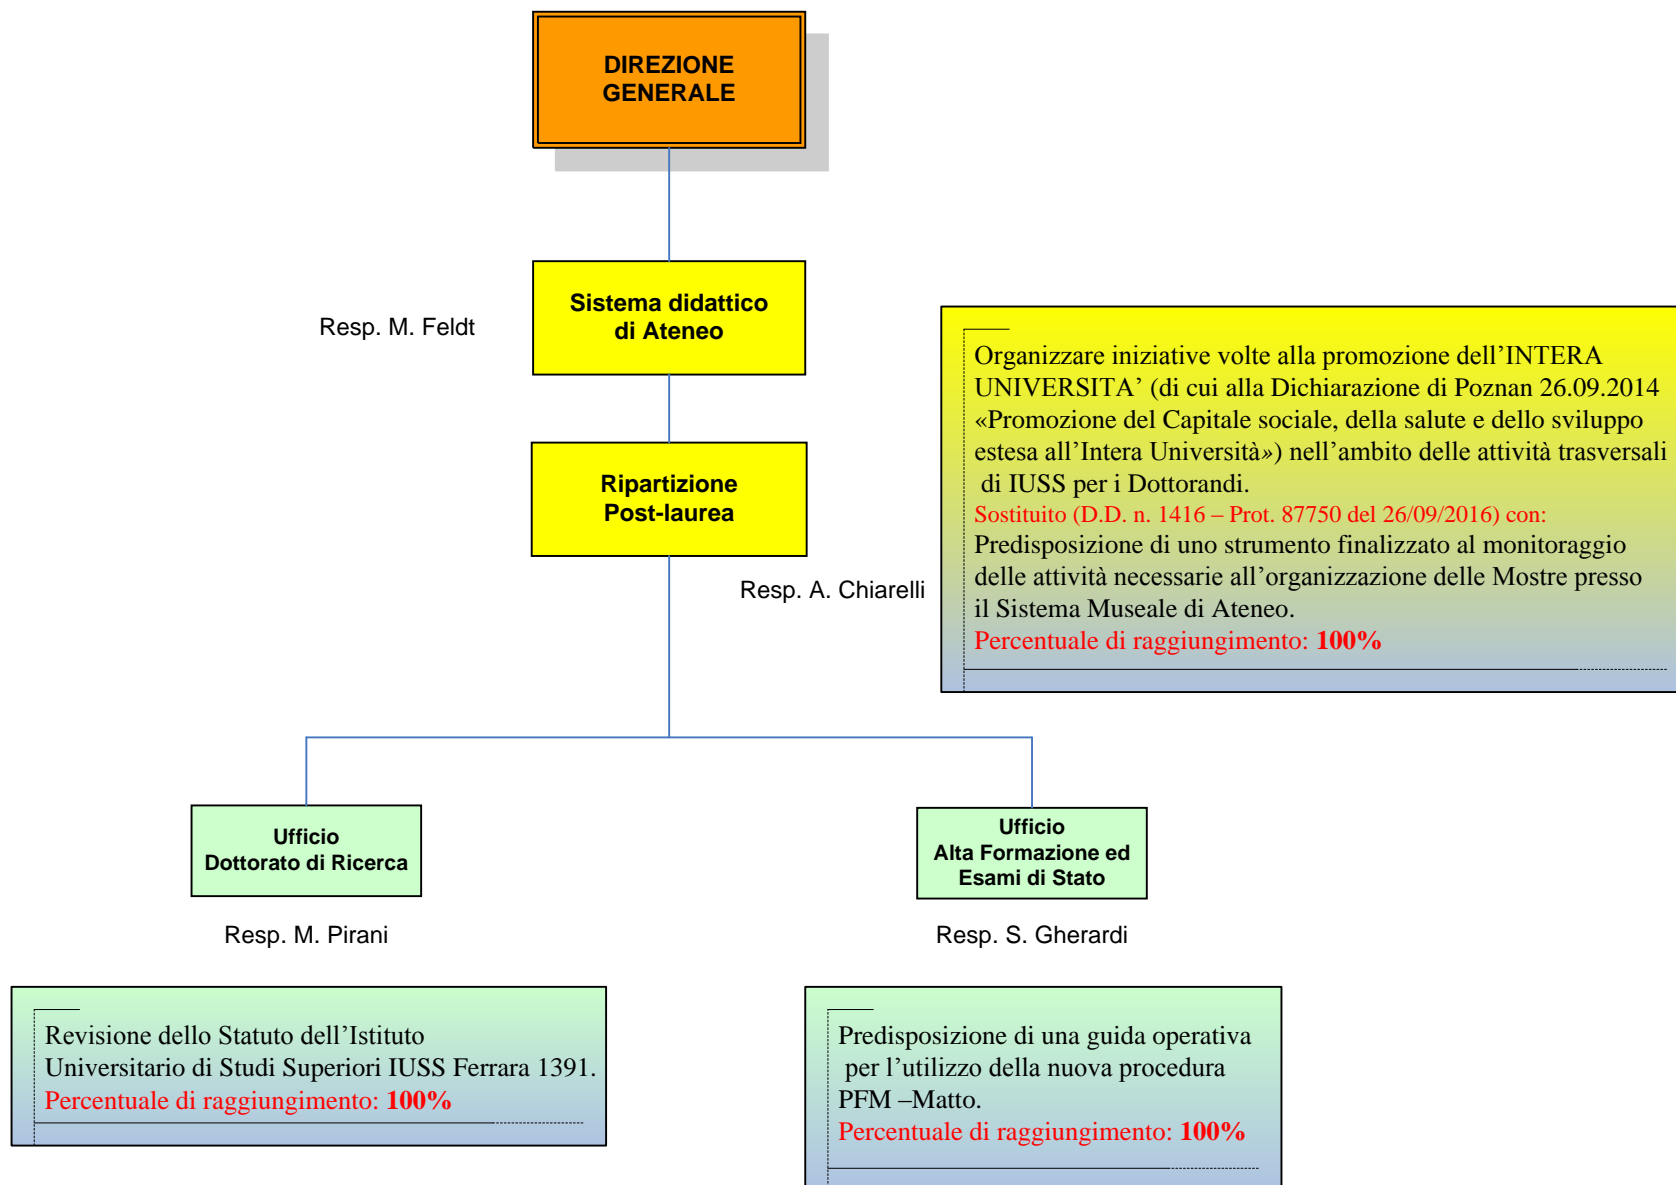 DIREZIONE
GENERALE
Resp. M. Feldt
Sistema didattico
di Ateneo
Ripartizione
Post-laurea
Resp. A. Chiarelli
Organizzare iniziative volte alla promozione dell’INTERA
UNIVERSITA’ (di cui alla Dichiarazione di Poznan 26.09.2014
«Promozione del Capitale sociale, della salute e dello sviluppo
estesa all’Intera Università») nell’ambito delle attività trasversali
di IUSS per i Dottorandi.
Sostituito (D.D. n. 1416 – Prot. 87750 del 26/09/2016) con:
Predisposizione di uno strumento finalizzato al monitoraggio
delle attività necessarie all’organizzazione delle Mostre presso
il Sistema Museale di Ateneo.
Percentuale di raggiungimento: 100%
Ufficio
Dottorato di Ricerca
Resp. M. Pirani
Revisione dello Statuto dell’Istituto
Universitario di Studi Superiori IUSS Ferrara 1391.
Percentuale di raggiungimento: 100%
Ufficio
Alta Formazione ed
Esami di Stato
Resp. S. Gherardi
Predisposizione di una guida operativa
per l’utilizzo della nuova procedura
PFM –Matto.
Percentuale di raggiungimento: 100%